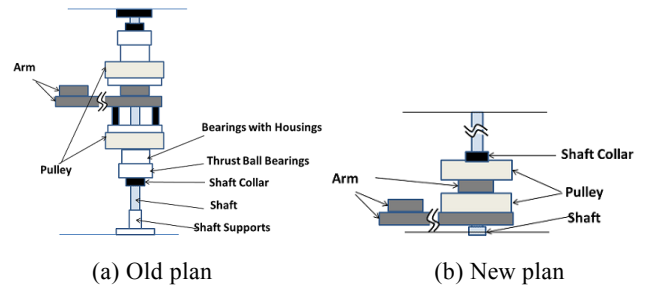 Arm
Pulley
Bearings with Housings
Thrust Ball Bearings
Shaft Collar
Shaft
Shaft Supports
(a) Old plan
Shaft Collar
Arm
Pulley
Shaft
(b) New plan